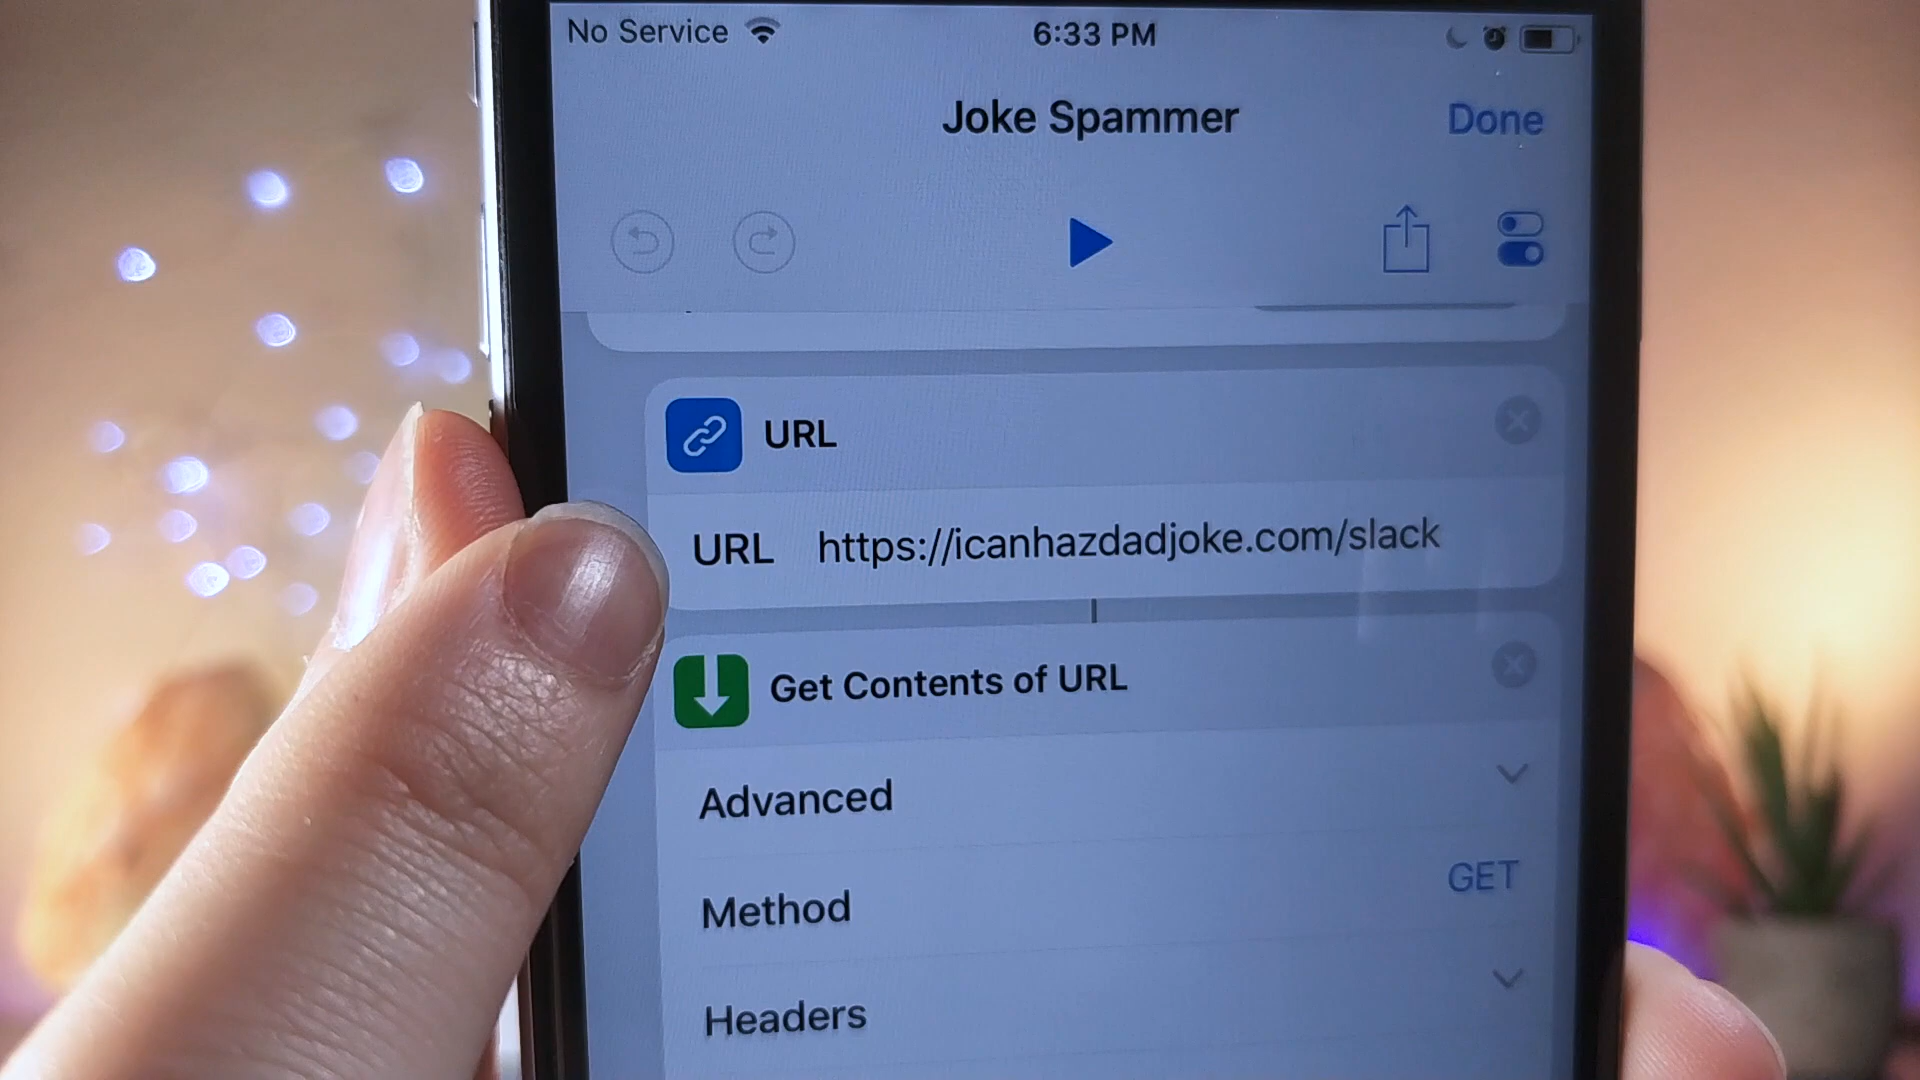 No Service
6:33 PM
Joke Spammer
Done
URL
URL https://icanhazdadjoke.com/slack
Get Contents of URL
Advanced
Method
GET
Headers